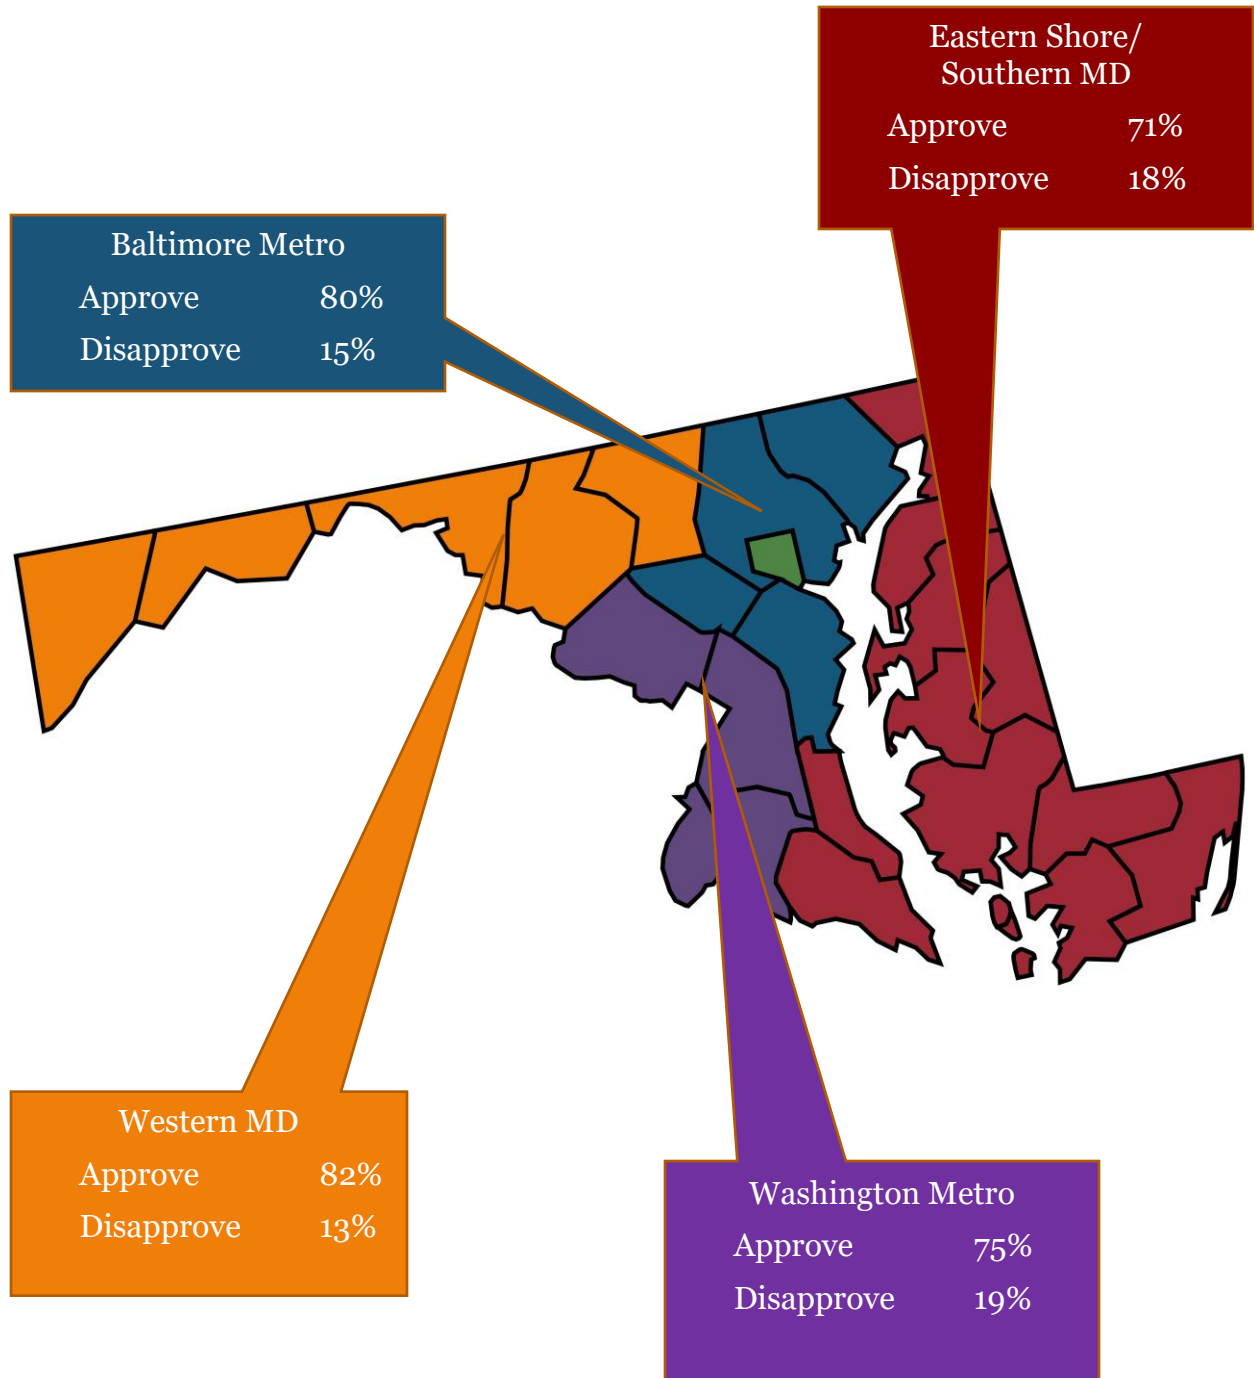 Eastern Shore/
Southern MD
Approve 71%
Disapprove 18%
Baltimore Metro
Approve 80%
Disapprove 15%
Western MD
Approve 82%
Disapprove 13%
Washington Metro
Approve 75%
Disapprove 19%